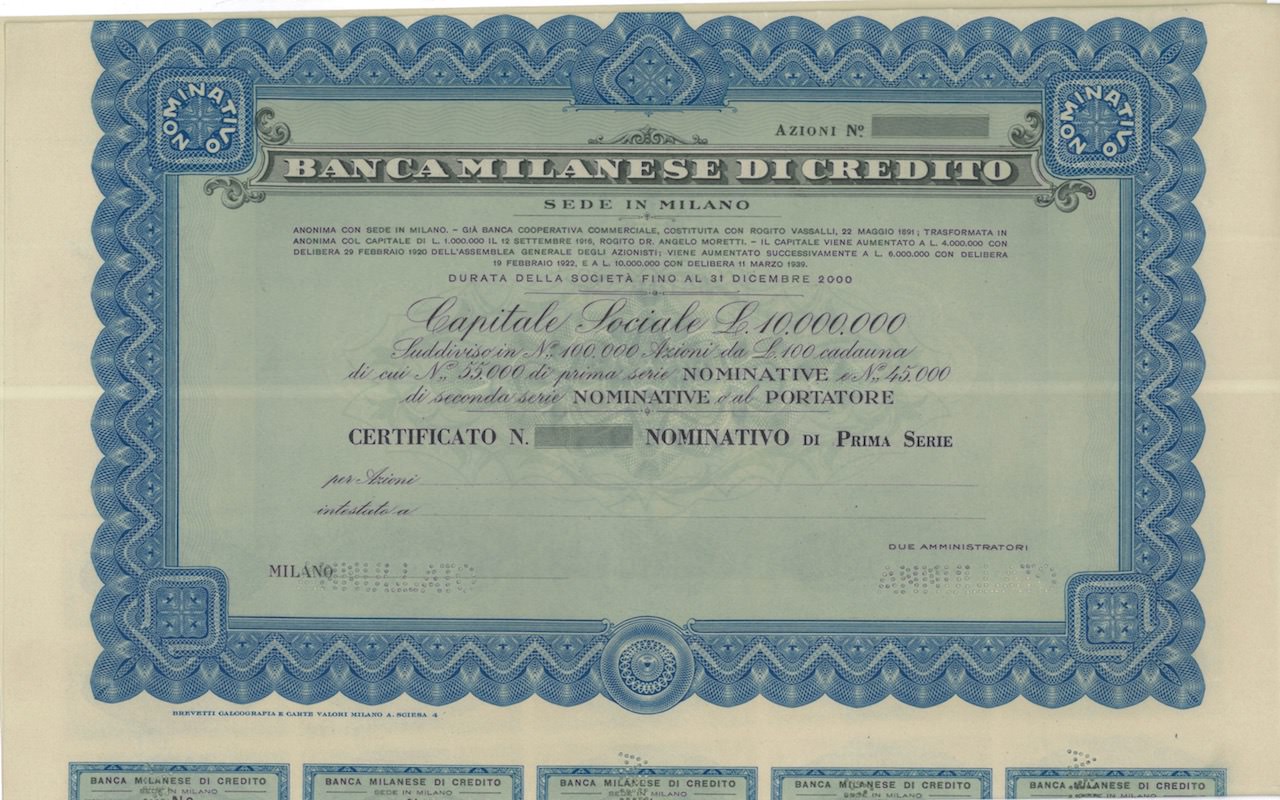 NOMINATIVO
NOMINATIVO
AZIONI Nº
BANCA MILANESE DI CREDITO
SEDE IN MILANO
ANONIMA CON SEDE IN MILANO. – GIÀ BANCA COOPERATIVA COMMERCIALE, COSTITUITA CON ROGITO VASSALLI, 22 MAGGIO 1891; TRASFORMATA IN
ANONIMA COL CAPITALE DI L. 1.000.000 IL 12 SETTEMBRE 1916, ROGITO DR. ANGELO MORETTI. – IL CAPITALE VIENE AUMENTATO A L. 4.000.000 CON
DELIBERA 29 FEBBRAIO 1920 DELL'ASSEMBLEA GENERALE DEGLI AZIONISTI; VIENE AUMENTATO SUCCESSIVAMENTE A L. 6.000.000 CON DELIBERA
19 FEBBRAIO 1922, E A L. 10.000.000 CON DELIBERA 11 MARZO 1939.
DURATA DELLA SOCIETÀ FINO AL 31 DICEMBRE 2000
Capitale Sociale L. 10.000.000
Suddiviso in N.º 100.000 Azioni da L. 100 cadauna
di cui N.º 55.000 di prima serie NOMINATIVE e N.º 45.000
di seconda serie NOMINATIVE o al PORTATORE
CERTIFICATO N. NOMINATIVO DI PRIMA SERIE
per Azioni
intestato a
DUE AMMINISTRATORI
MILANO
ANNULLATO
BREVETTI CALCOGRAFIA E CARTE VALORI MILANO A. SCIESA 4
BANCA MILANESE DI CREDITO
SEDE IN MILANO
BANCA MILANESE DI CREDITO
SEDE IN MILANO
BANCA MILANESE DI CREDITO
SEDE IN MILANO
BANCA MILANESE DI CREDITO
SEDE IN MILANO
BANCA MILANESE DI CREDITO
SEDE IN MILANO